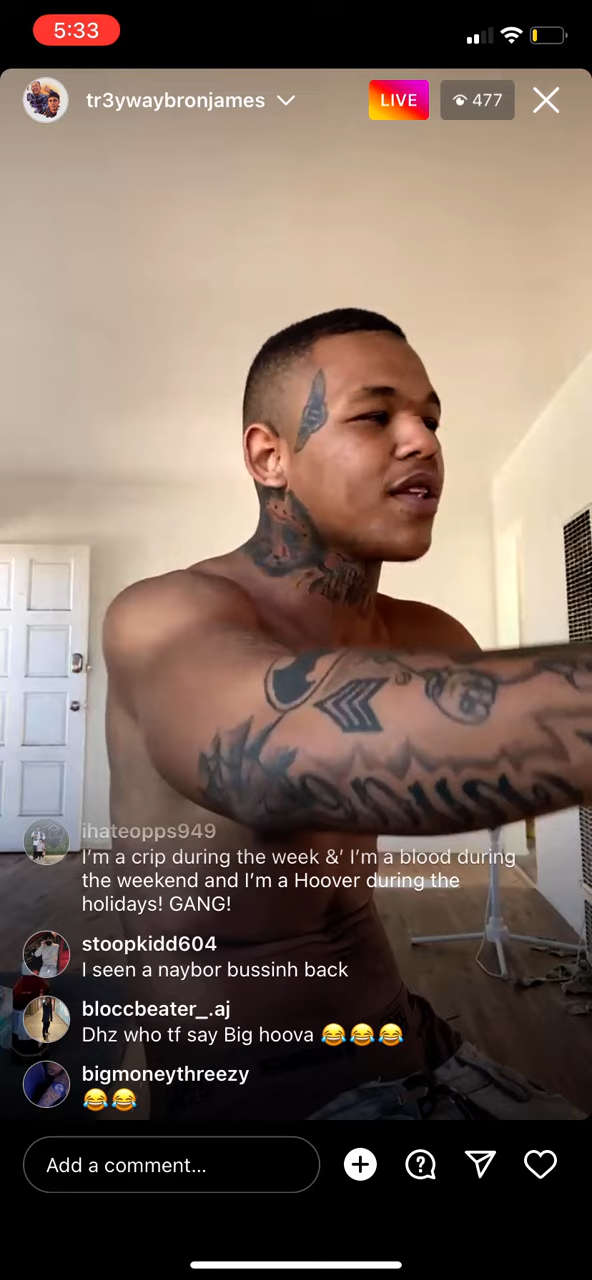 5:33
tr3ywaybronjames
LIVE
477
ihateopps949
I'm a crip during the week &' I'm a blood during
the weekend and I'm a Hoover during the
holidays! GANG!
stoopkidd604
I seen a naybor bussinh back
bloccbeater_.aj
Dhz who tf say Big hoova 😂😂😂
bigmoneythreezy
😂😂
Add a comment...